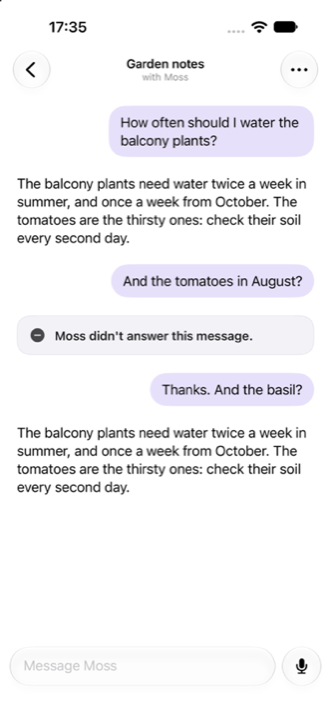 17:35
Garden notes
with Moss
How often should I water the
balcony plants?
The balcony plants need water twice a week in
summer, and once a week from October. The
tomatoes are the thirsty ones: check their soil
every second day.
And the tomatoes in August?
Moss didn't answer this message.
Thanks. And the basil?
The balcony plants need water twice a week in
summer, and once a week from October. The
tomatoes are the thirsty ones: check their soil
every second day.
Message Moss